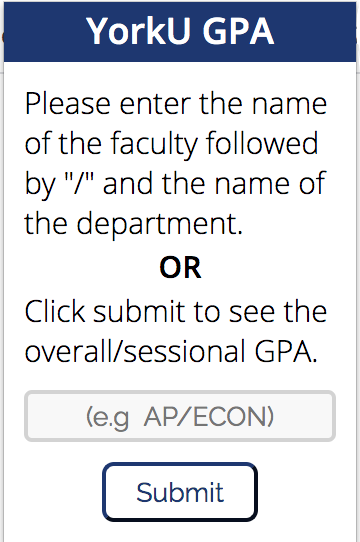 YorkU GPA
Please enter the name
of the faculty followed
by "/" and the name of
the department.
OR
Click submit to see the
overall/sessional GPA.
(e.g AP/ECON)
Submit